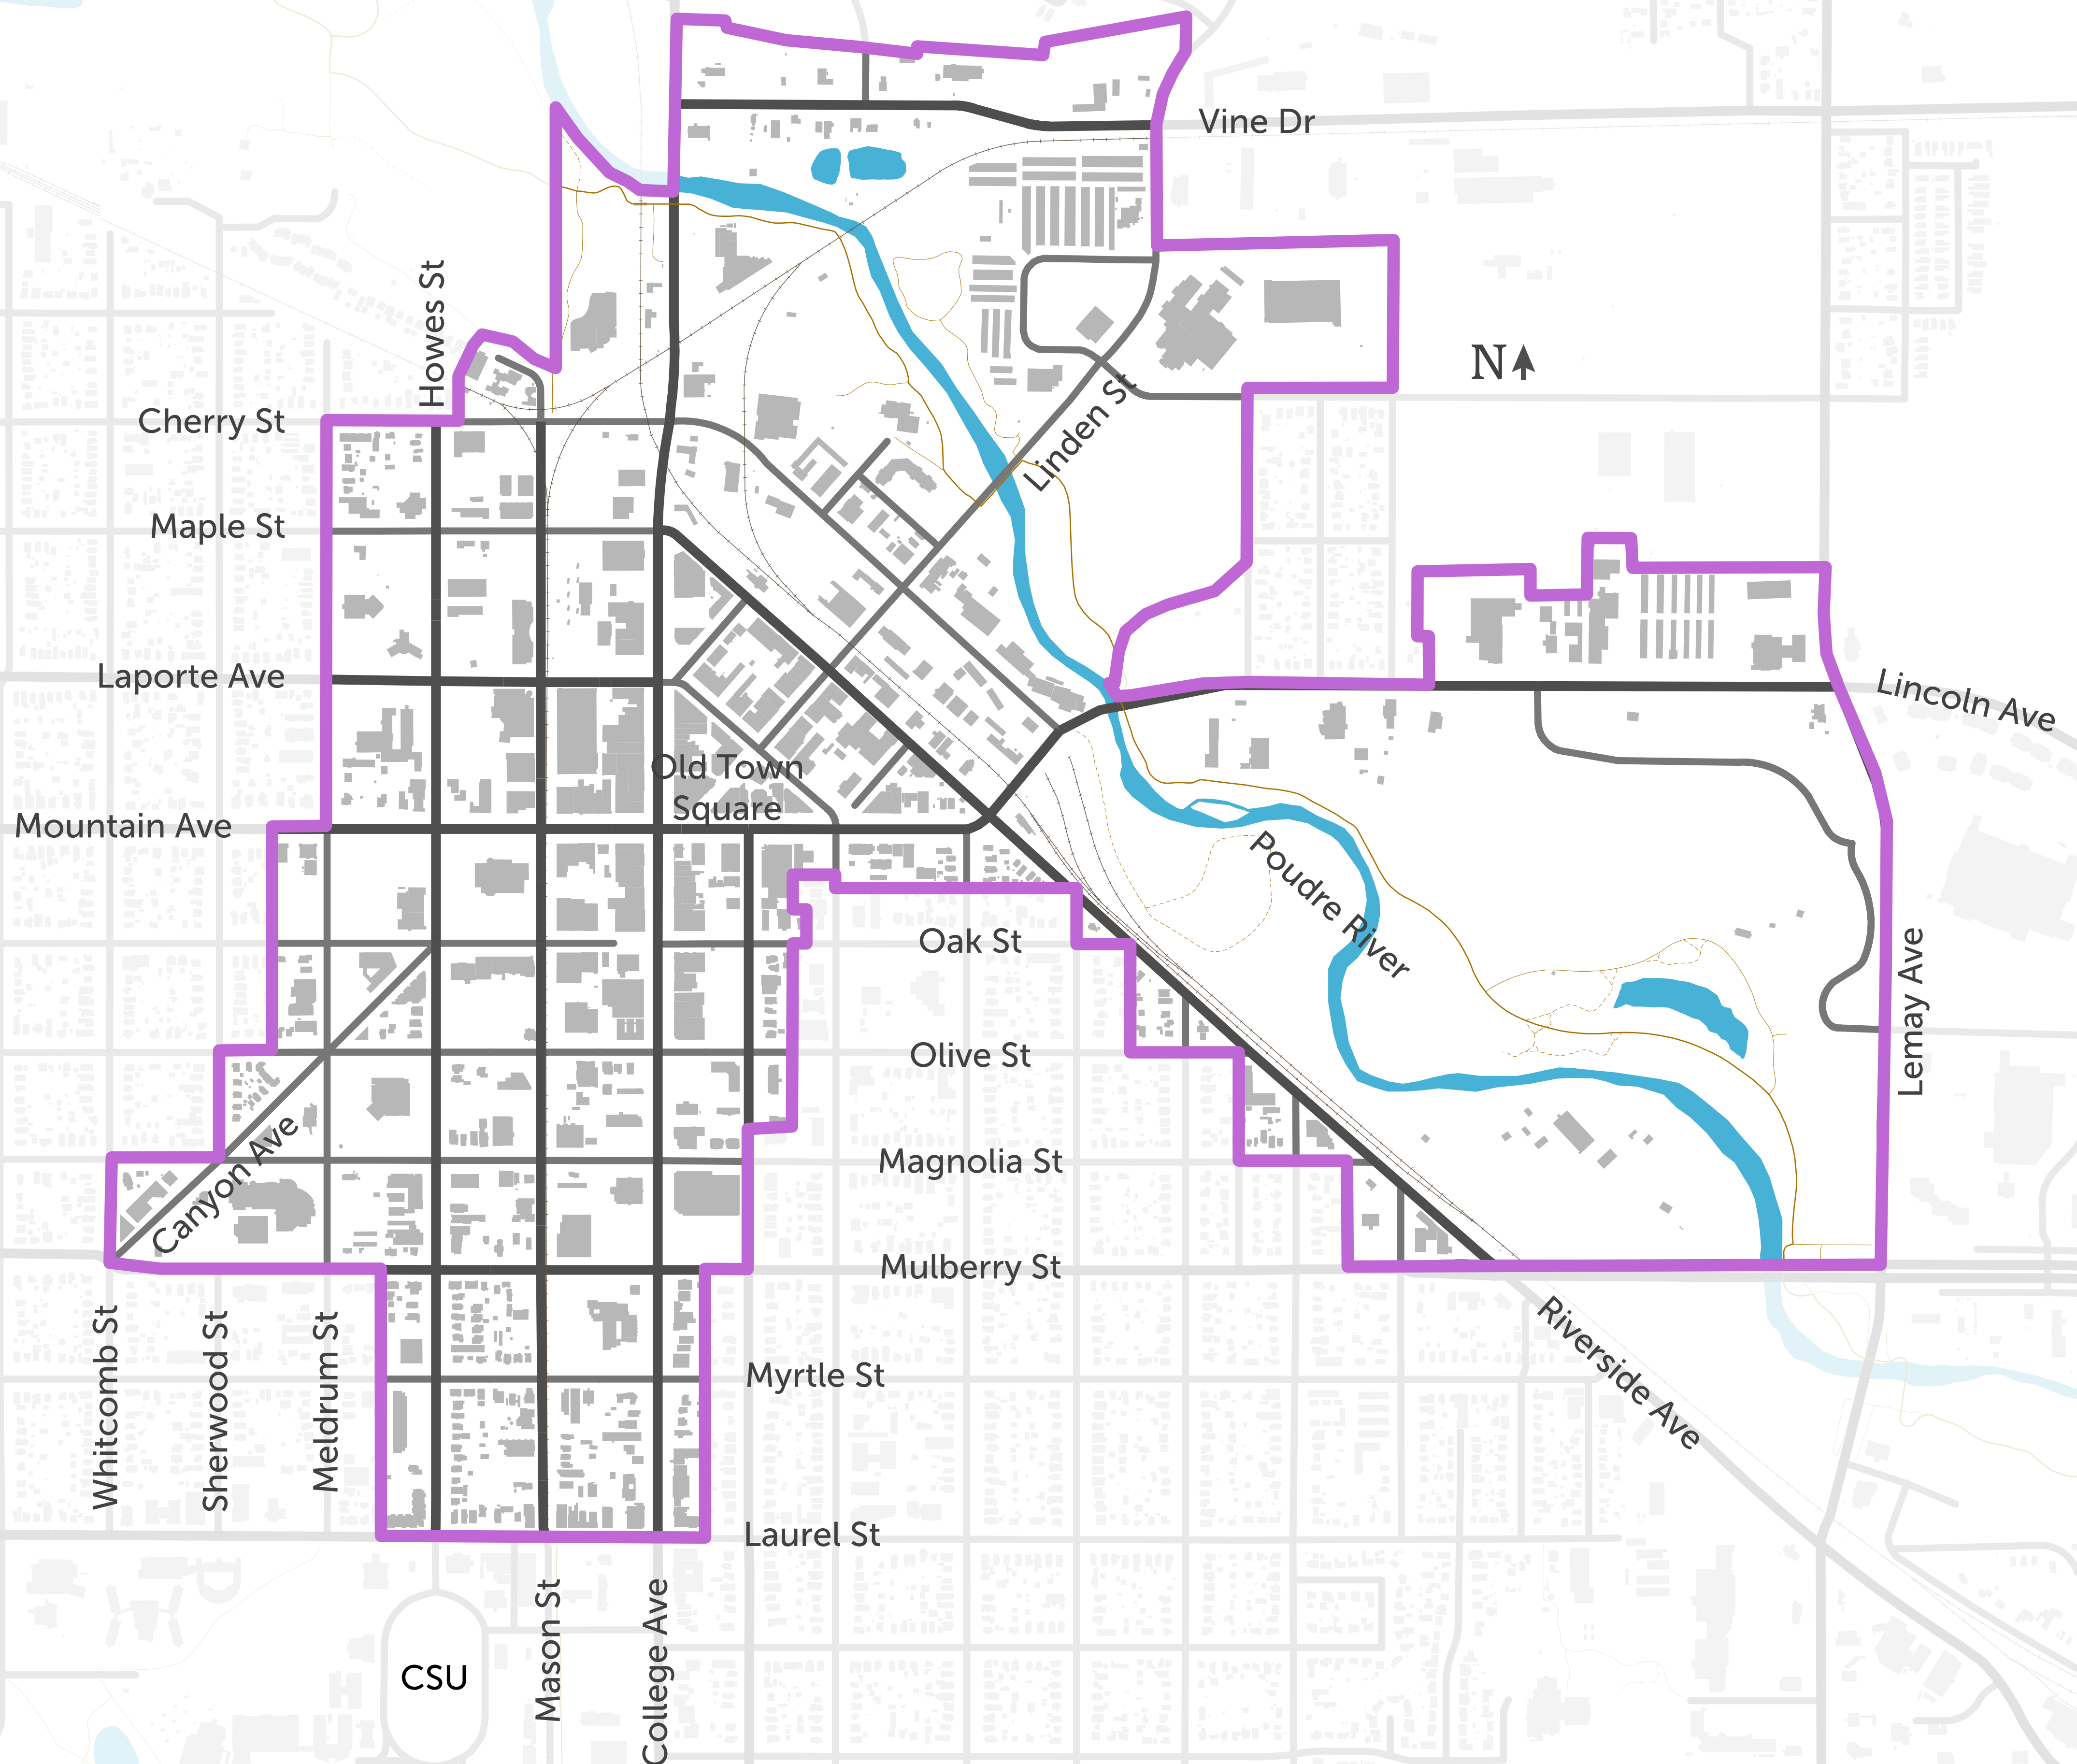 Vine Dr
Howes St
N
Cherry St
Linden St
Maple St
Laporte Ave
Lincoln Ave
Old Town
Square
Mountain Ave
Poudre River
Oak St
Lemay Ave
Olive St
Canyon Ave
Magnolia St
Mulberry St
Whitcomb St
Sherwood St
Meldrum St
Riverside Ave
Myrtle St
Laurel St
Mason St
College Ave
CSU